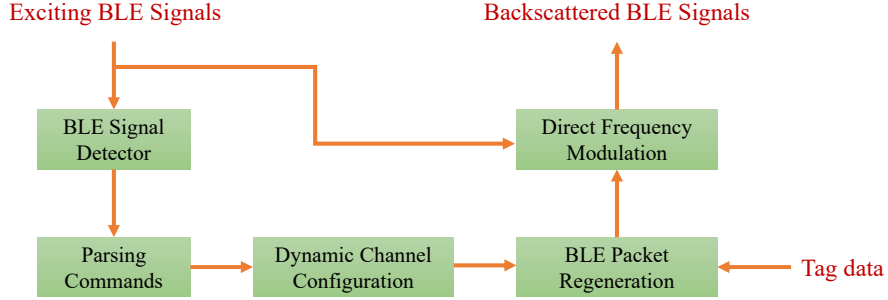 Exciting BLE Signals
Backscattered BLE Signals
BLE Signal
Detector
Direct Frequency
Modulation
Parsing
Commands
Dynamic Channel
Configuration
BLE Packet
Regeneration
Tag data